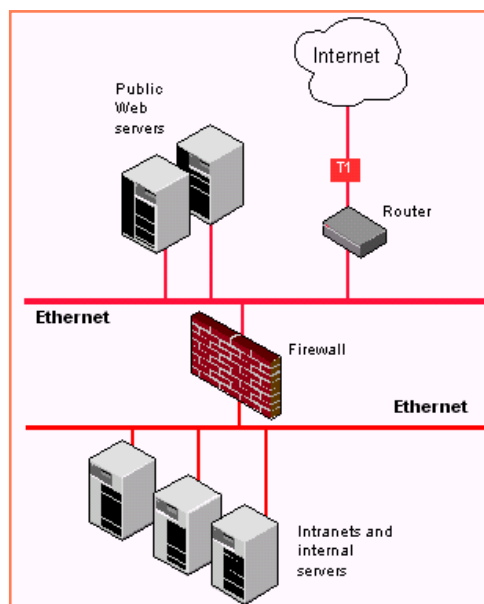 Internet
Public
Web
servers
T1
Router
Ethernet
Firewall
Ethernet
Intranets and
internal
servers